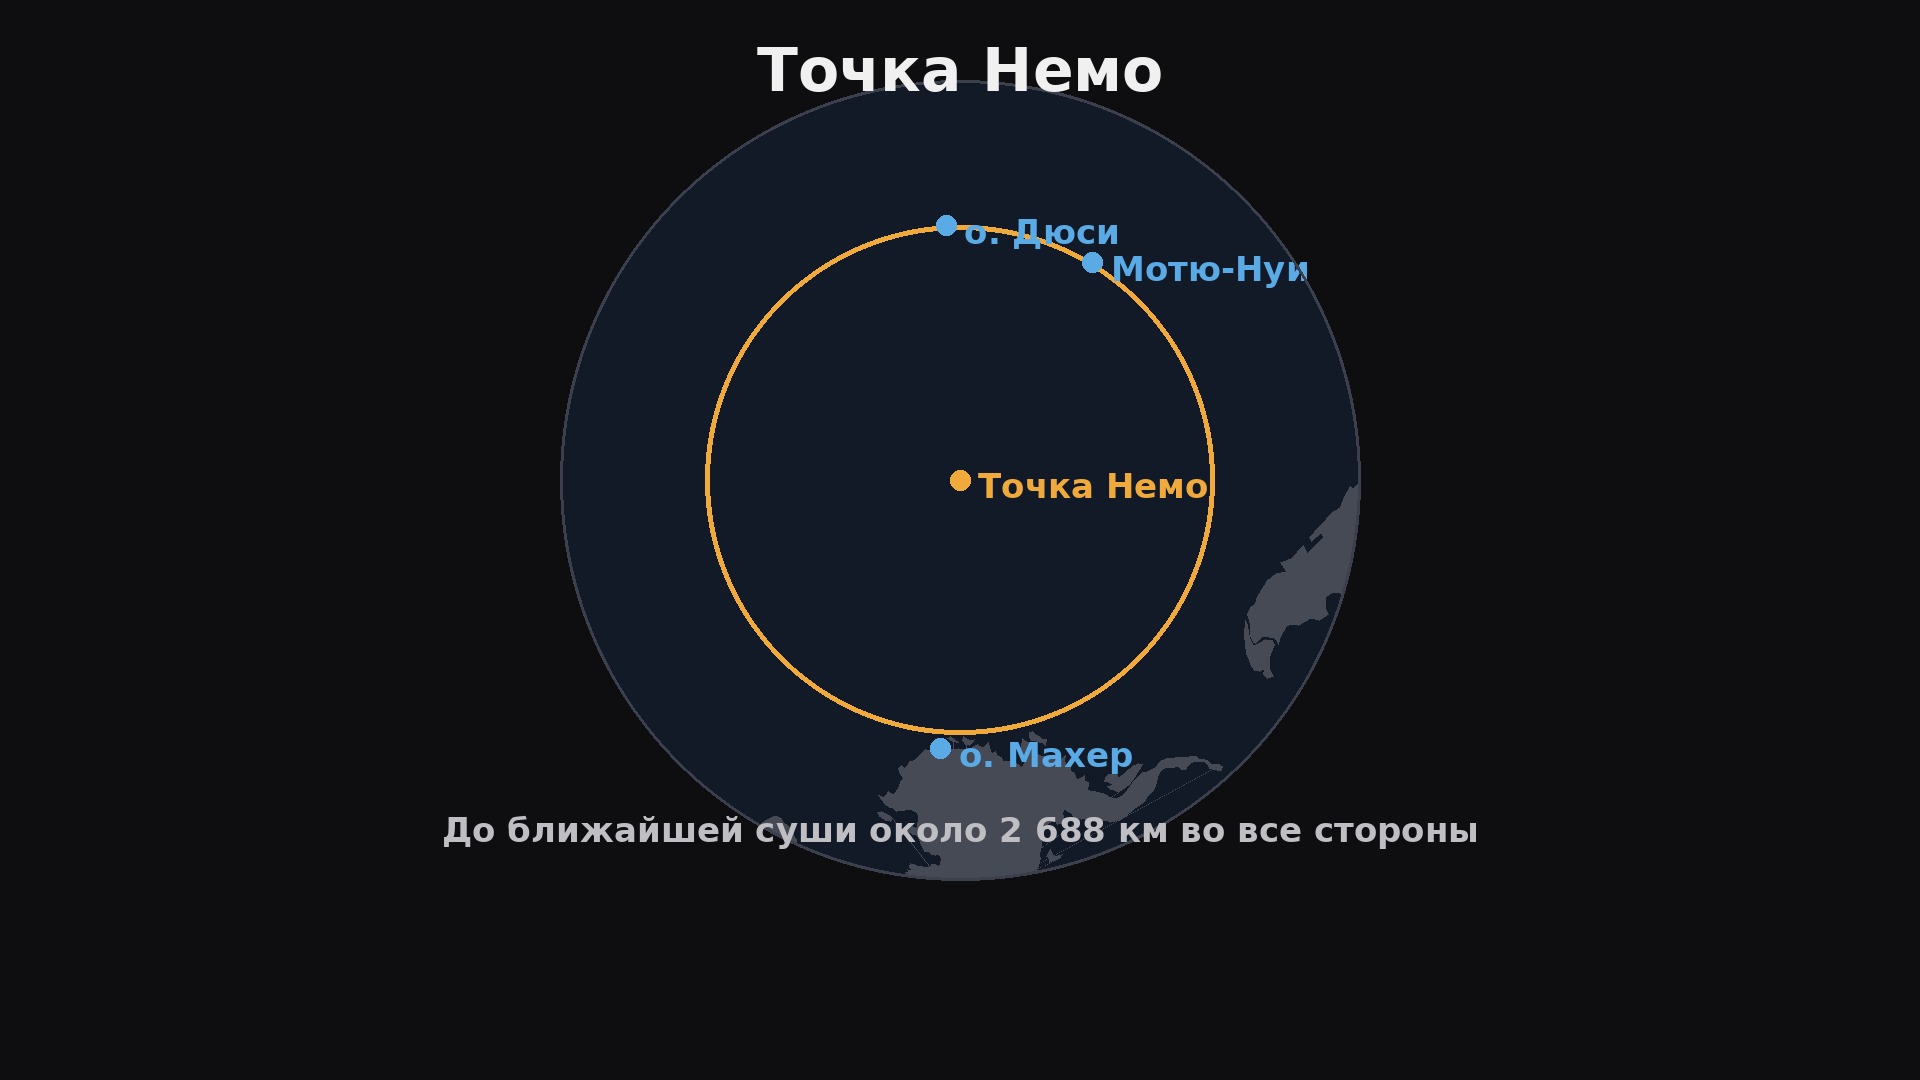 Точка Немо
о. Дюси
Мотю-Нуи
Точка Немо
о. Махер
До ближайшей суши около 2 688 км во все стороны